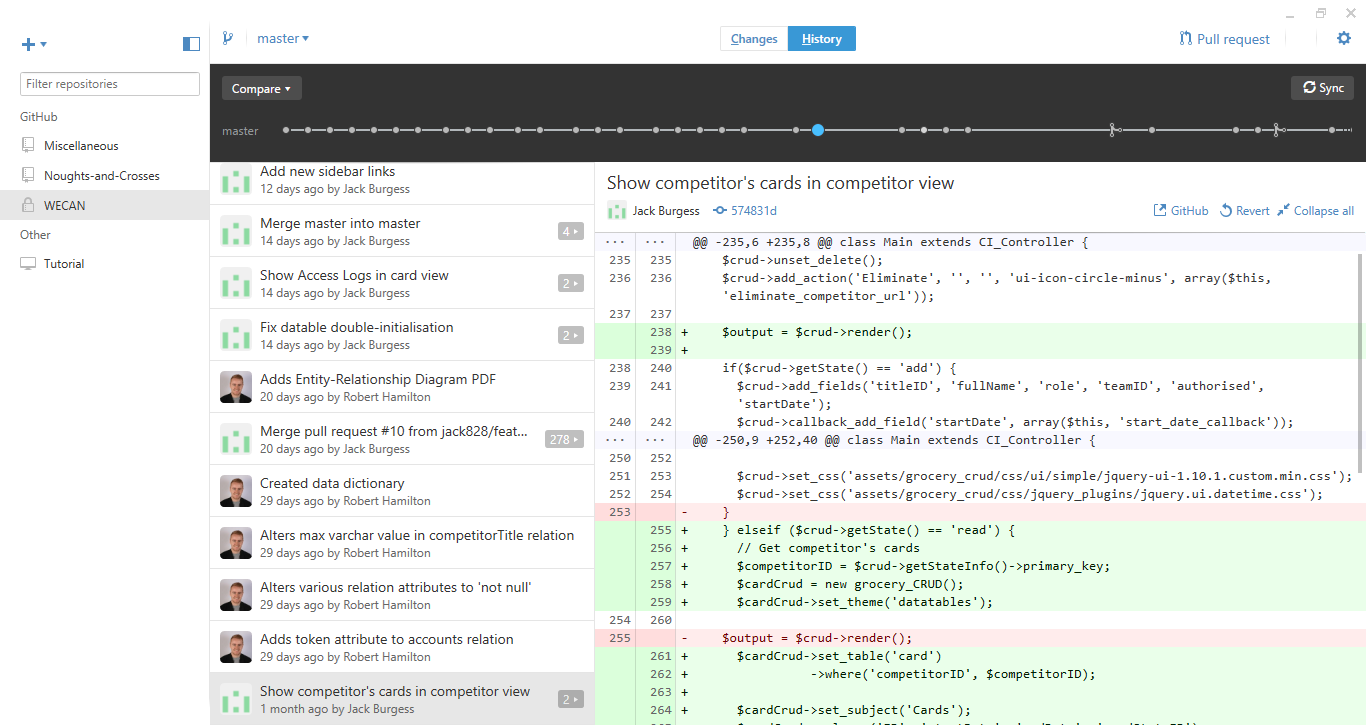 master
Changes
History
Pull request
Filter repositories
GitHub
Miscellaneous
Noughts-and-Crosses
WECAN
Other
Tutorial
Compare
Sync
master
Add new sidebar links
12 days ago by Jack Burgess
Merge master into master
14 days ago by Jack Burgess
4
Show Access Logs in card view
14 days ago by Jack Burgess
2
Fix datable double-initialisation
14 days ago by Jack Burgess
2
Adds Entity-Relationship Diagram PDF
20 days ago by Robert Hamilton
Merge pull request #10 from jack828/feat...
20 days ago by Jack Burgess
278
Created data dictionary
29 days ago by Robert Hamilton
Alters max varchar value in competitorTitle relation
29 days ago by Robert Hamilton
Alters various relation attributes to 'not null'
29 days ago by Robert Hamilton
Adds token attribute to accounts relation
29 days ago by Robert Hamilton
Show competitor's cards in competitor view
1 month ago by Jack Burgess
2
Show competitor's cards in competitor view
Jack Burgess 574831d GitHub Revert Collapse all
... ... @@ -235,6 +235,8 @@ class Main extends CI_Controller {
235 235 $crud->unset_delete();
236 236 $crud->add_action('Eliminate', '', '', 'ui-icon-circle-minus', array($this,
'eliminate_competitor_url'));
237 237
238 + $output = $crud->render();
239 +
238 240 if($crud->getState() == 'add') {
239 241 $crud->add_fields('titleID', 'fullName', 'role', 'teamID', 'authorised',
'startDate');
240 242 $crud->callback_add_field('startDate', array($this, 'start_date_callback'));
... ... @@ -250,9 +252,40 @@ class Main extends CI_Controller {
250 252
251 253 $crud->set_css('assets/grocery_crud/css/ui/simple/jquery-ui-1.10.1.custom.min.css');
252 254 $crud->set_css('assets/grocery_crud/css/jquery_plugins/jquery.ui.datetime.css');
253 - }
255 + } elseif ($crud->getState() == 'read') {
256 + // Get competitor's cards
257 + $competitorID = $crud->getStateInfo()->primary_key;
258 + $cardCrud = new grocery_CRUD();
259 + $cardCrud->set_theme('datatables');
254 260
255 - $output = $crud->render();
261 + $cardCrud->set_table('card')
262 + ->where('competitorID', $competitorID);
263 +
264 + $cardCrud->set_subject('Cards');